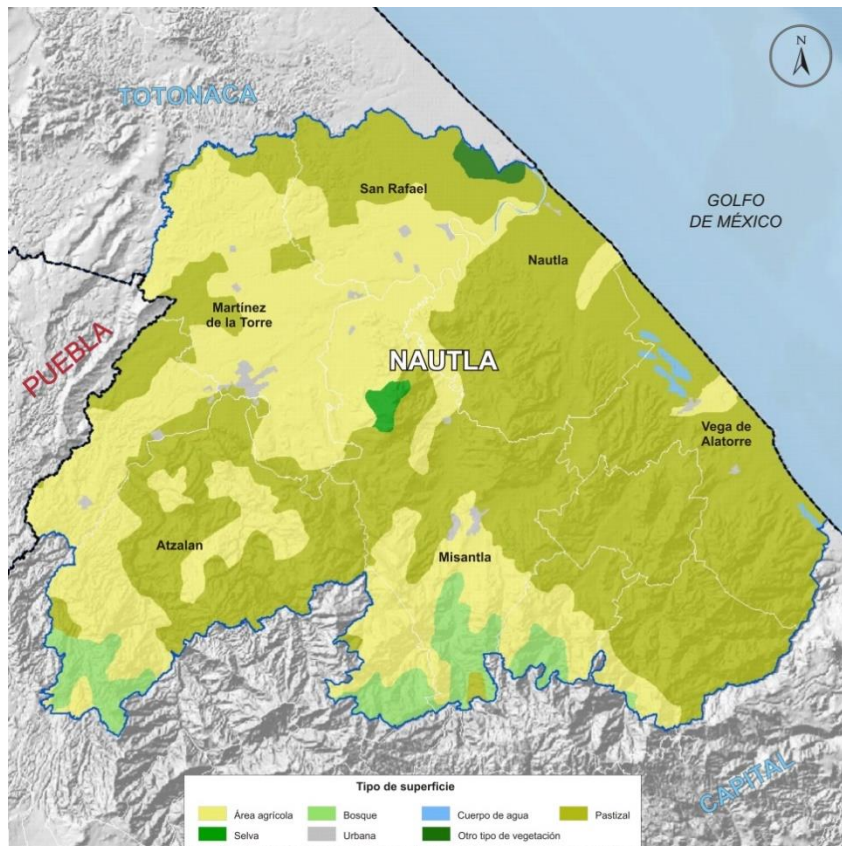 N
TOTONACA
San Rafael
GOLFO
DE MÉXICO
Nautla
Martínez
de la Torre
PUEBLA
NAUTLA
Vega de
Alatorre
Atzalan
Misantla
CAPITAL
Tipo de superficie
Área agrícola
Bosque
Cuerpo de agua
Pastizal
Selva
Urbana
Otro tipo de vegetación